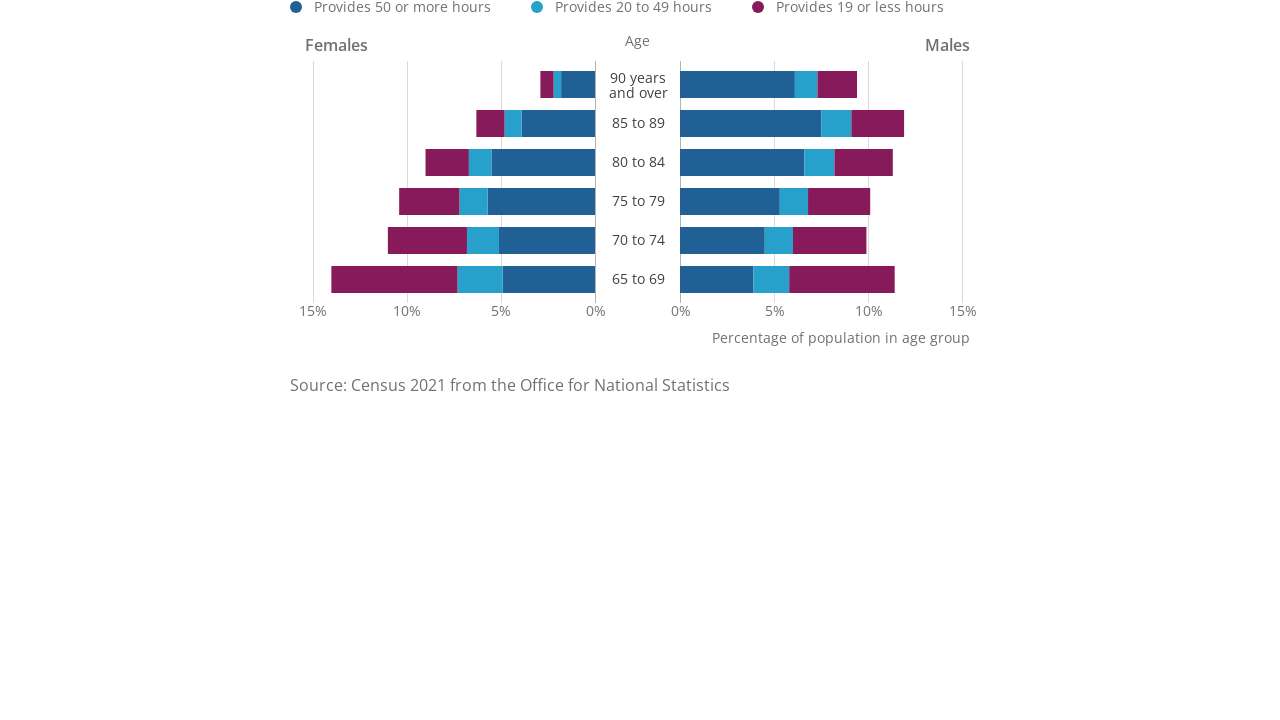 Provides 50 or more hours Provides 20 to 49 hours Provides 19 or less hours
Females Age Males
90 years
and over
85 to 89
80 to 84
75 to 79
70 to 74
65 to 69
15% 10% 5% 0% 0% 5% 10% 15%
Percentage of population in age group
Source: Census 2021 from the Office for National Statistics